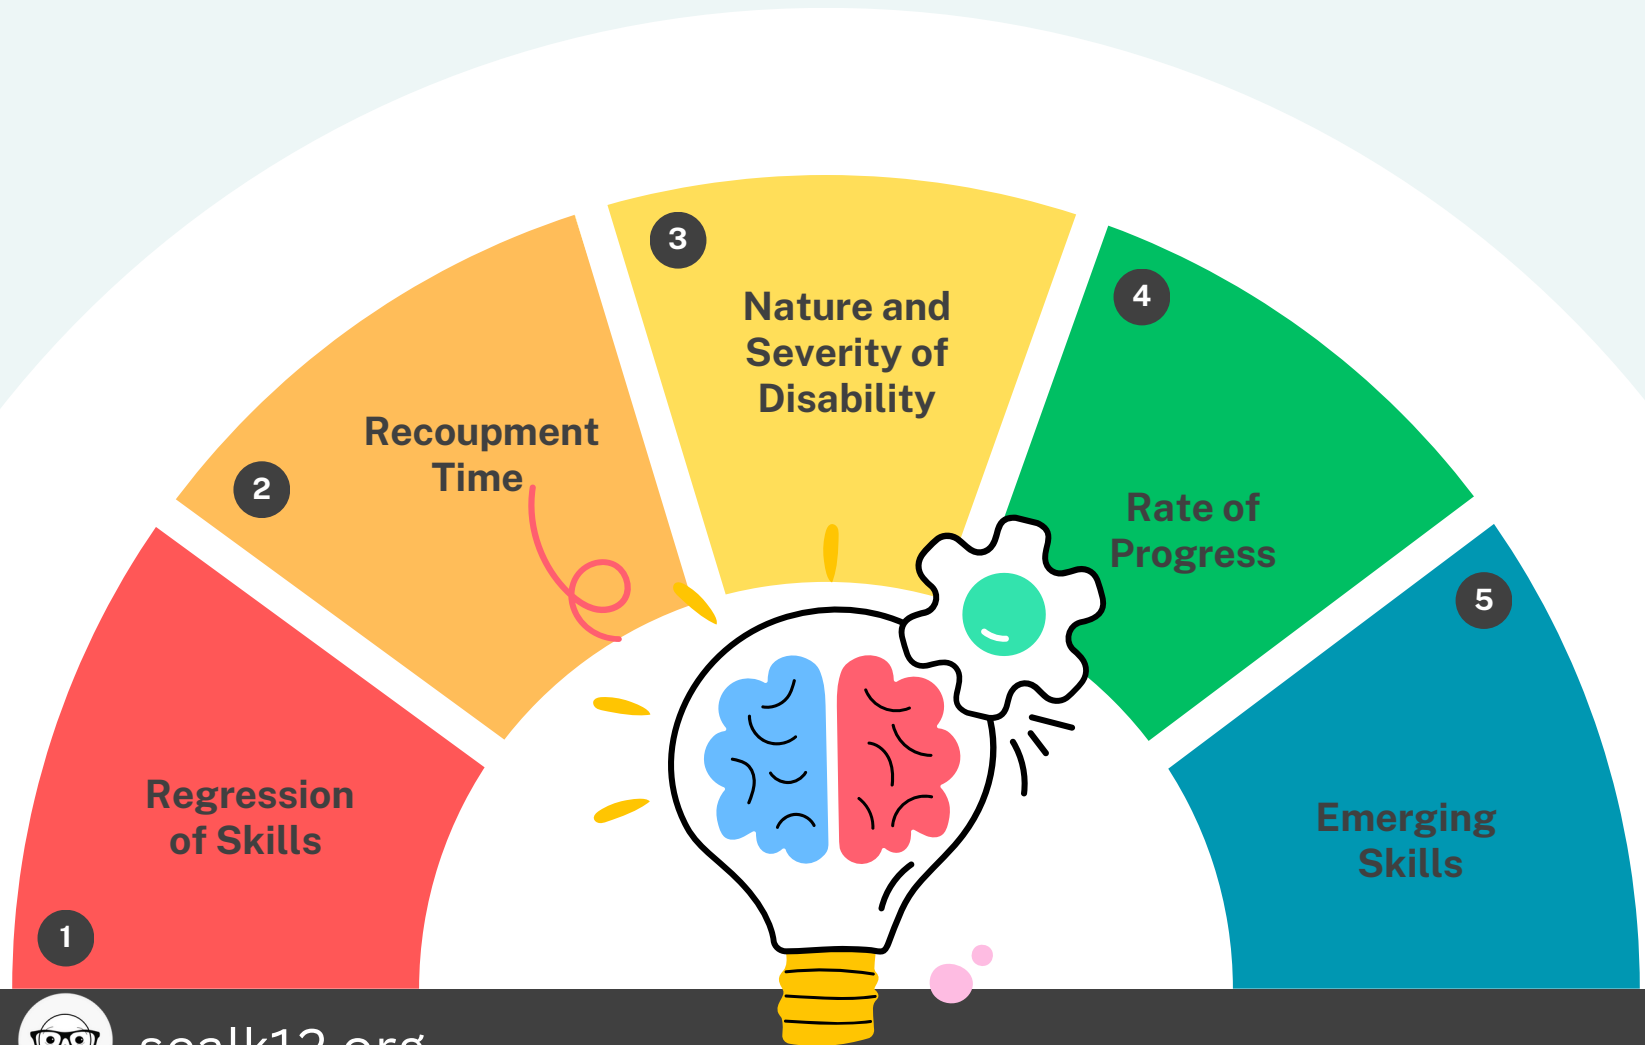 1
Regression
of Skills
2
Recoupment
Time
3
Nature and
Severity of
Disability
4
Rate of
Progress
5
Emerging
Skills